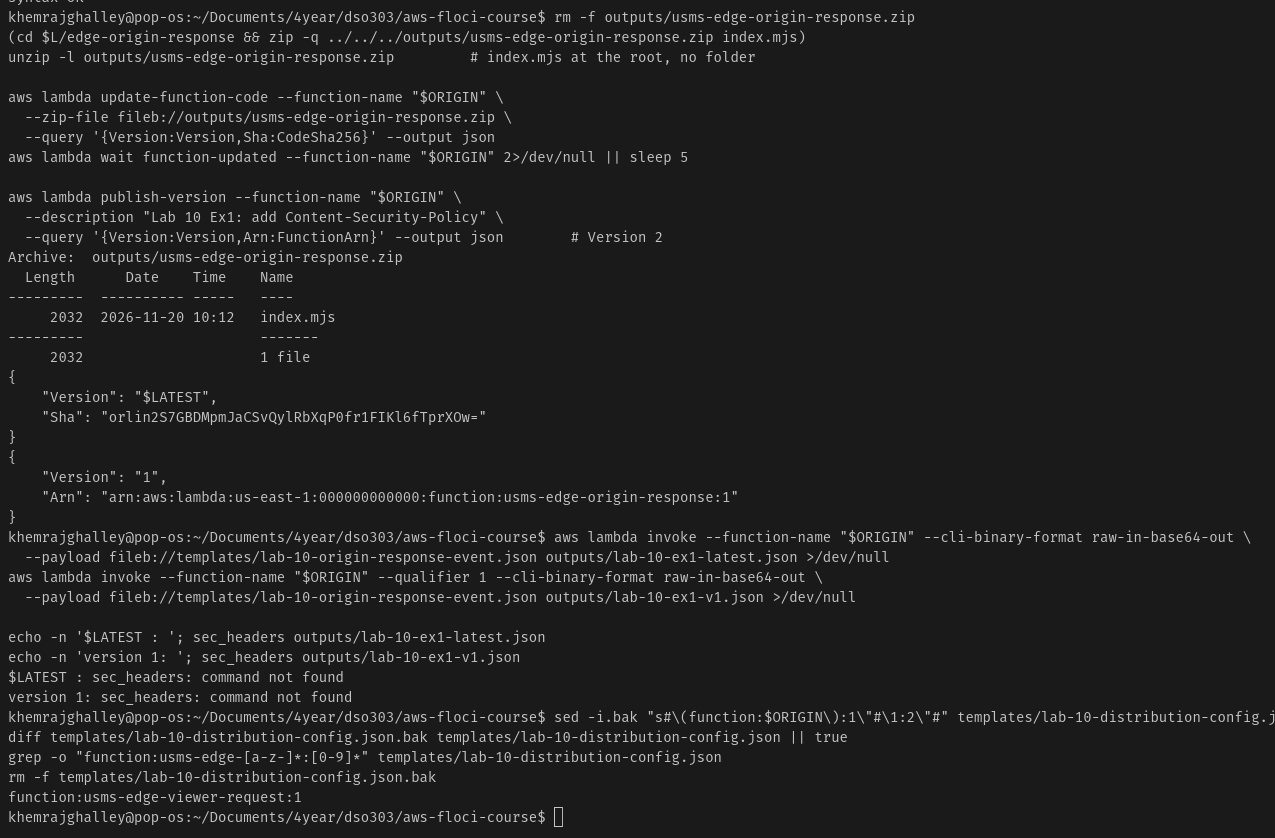 syntax OK
khemrajghalley@pop-os:~/Documents/4year/dso303/aws-floci-course$ rm -f outputs/usms-edge-origin-response.zip
(cd $L/edge-origin-response && zip -q ../../../outputs/usms-edge-origin-response.zip index.mjs)
unzip -l outputs/usms-edge-origin-response.zip         # index.mjs at the root, no folder

aws lambda update-function-code --function-name "$ORIGIN" \
  --zip-file fileb://outputs/usms-edge-origin-response.zip \
  --query '{Version:Version,Sha:CodeSha256}' --output json
aws lambda wait function-updated --function-name "$ORIGIN" 2>/dev/null || sleep 5

aws lambda publish-version --function-name "$ORIGIN" \
  --description "Lab 10 Ex1: add Content-Security-Policy" \
  --query '{Version:Version,Arn:FunctionArn}' --output json        # Version 2
Archive:  outputs/usms-edge-origin-response.zip
  Length      Date    Time    Name
---------  ---------- -----   ----
     2032  2026-11-20 10:12   index.mjs
---------                     -------
     2032                     1 file
{
    "Version": "$LATEST",
    "Sha": "orlin2S7GBDMpmJaCSvQylRbXqP0fr1FIKl6fTprXOw="
}
{
    "Version": "1",
    "Arn": "arn:aws:lambda:us-east-1:000000000000:function:usms-edge-origin-response:1"
}
khemrajghalley@pop-os:~/Documents/4year/dso303/aws-floci-course$ aws lambda invoke --function-name "$ORIGIN" --cli-binary-format raw-in-base64-out \
  --payload fileb://templates/lab-10-origin-response-event.json outputs/lab-10-ex1-latest.json >/dev/null
aws lambda invoke --function-name "$ORIGIN" --qualifier 1 --cli-binary-format raw-in-base64-out \
  --payload fileb://templates/lab-10-origin-response-event.json outputs/lab-10-ex1-v1.json >/dev/null

echo -n '$LATEST : '; sec_headers outputs/lab-10-ex1-latest.json
echo -n 'version 1: '; sec_headers outputs/lab-10-ex1-v1.json
$LATEST : sec_headers: command not found
version 1: sec_headers: command not found
khemrajghalley@pop-os:~/Documents/4year/dso303/aws-floci-course$ sed -i.bak "s#\(function:$ORIGIN\):1\"#\1:2\"#" templates/lab-10-distribution-config.j
diff templates/lab-10-distribution-config.json.bak templates/lab-10-distribution-config.json || true
grep -o "function:usms-edge-[a-z-]*:[0-9]*" templates/lab-10-distribution-config.json
rm -f templates/lab-10-distribution-config.json.bak
function:usms-edge-viewer-request:1
khemrajghalley@pop-os:~/Documents/4year/dso303/aws-floci-course$